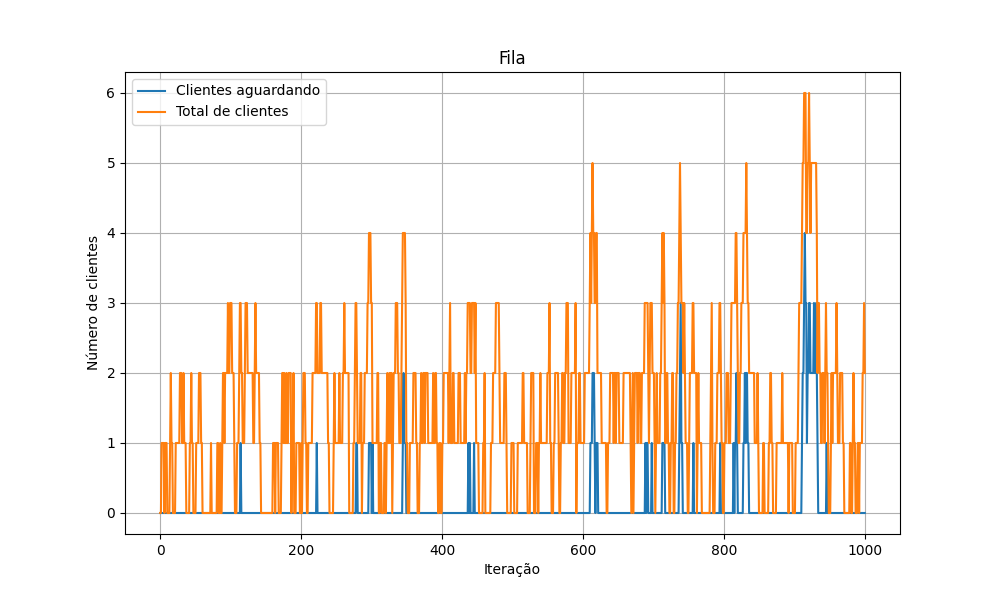 Fila
Clientes aguardando
Total de clientes
Número de clientes
6
5
4
3
2
1
0
0 200 400 600 800 1000
Iteração